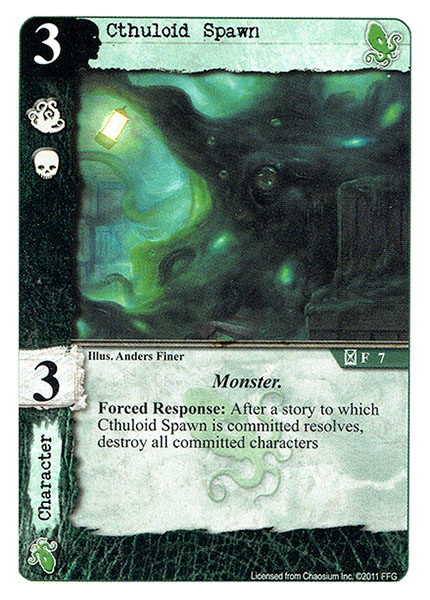 3
Cthuloid Spawn
Illus. Anders Finer
F 7
3
Monster.
Forced Response: After a story to which
Cthuloid Spawn is committed resolves,
destroy all committed characters
Character
Licensed from Chaosium Inc. ©2011 FFG